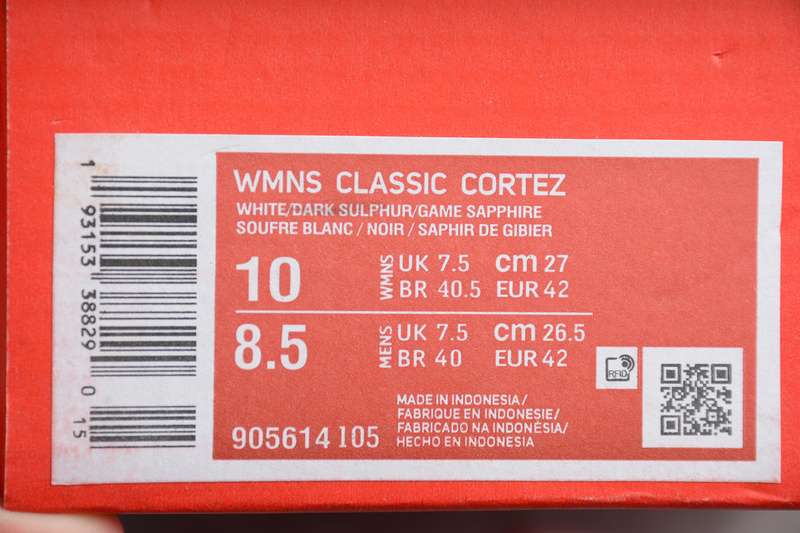 WMNS CLASSIC CORTEZ
WHITE/DARK SULPHUR/GAME SAPPHIRE
SOUFRE BLANC / NOIR / SAPHIR DE GIBIER
10 WMNS UK 7.5 cm 27
BR 40.5 EUR 42
8.5 MENS UK 7.5 cm 26.5
BR 40 EUR 42
RFID
MADE IN INDONESIA/
FABRIQUE EN INDONESIE/
FABRICADO NA INDONÉSIA/
HECHO EN INDONESIA
905614 105
1 93153 38829 0 15